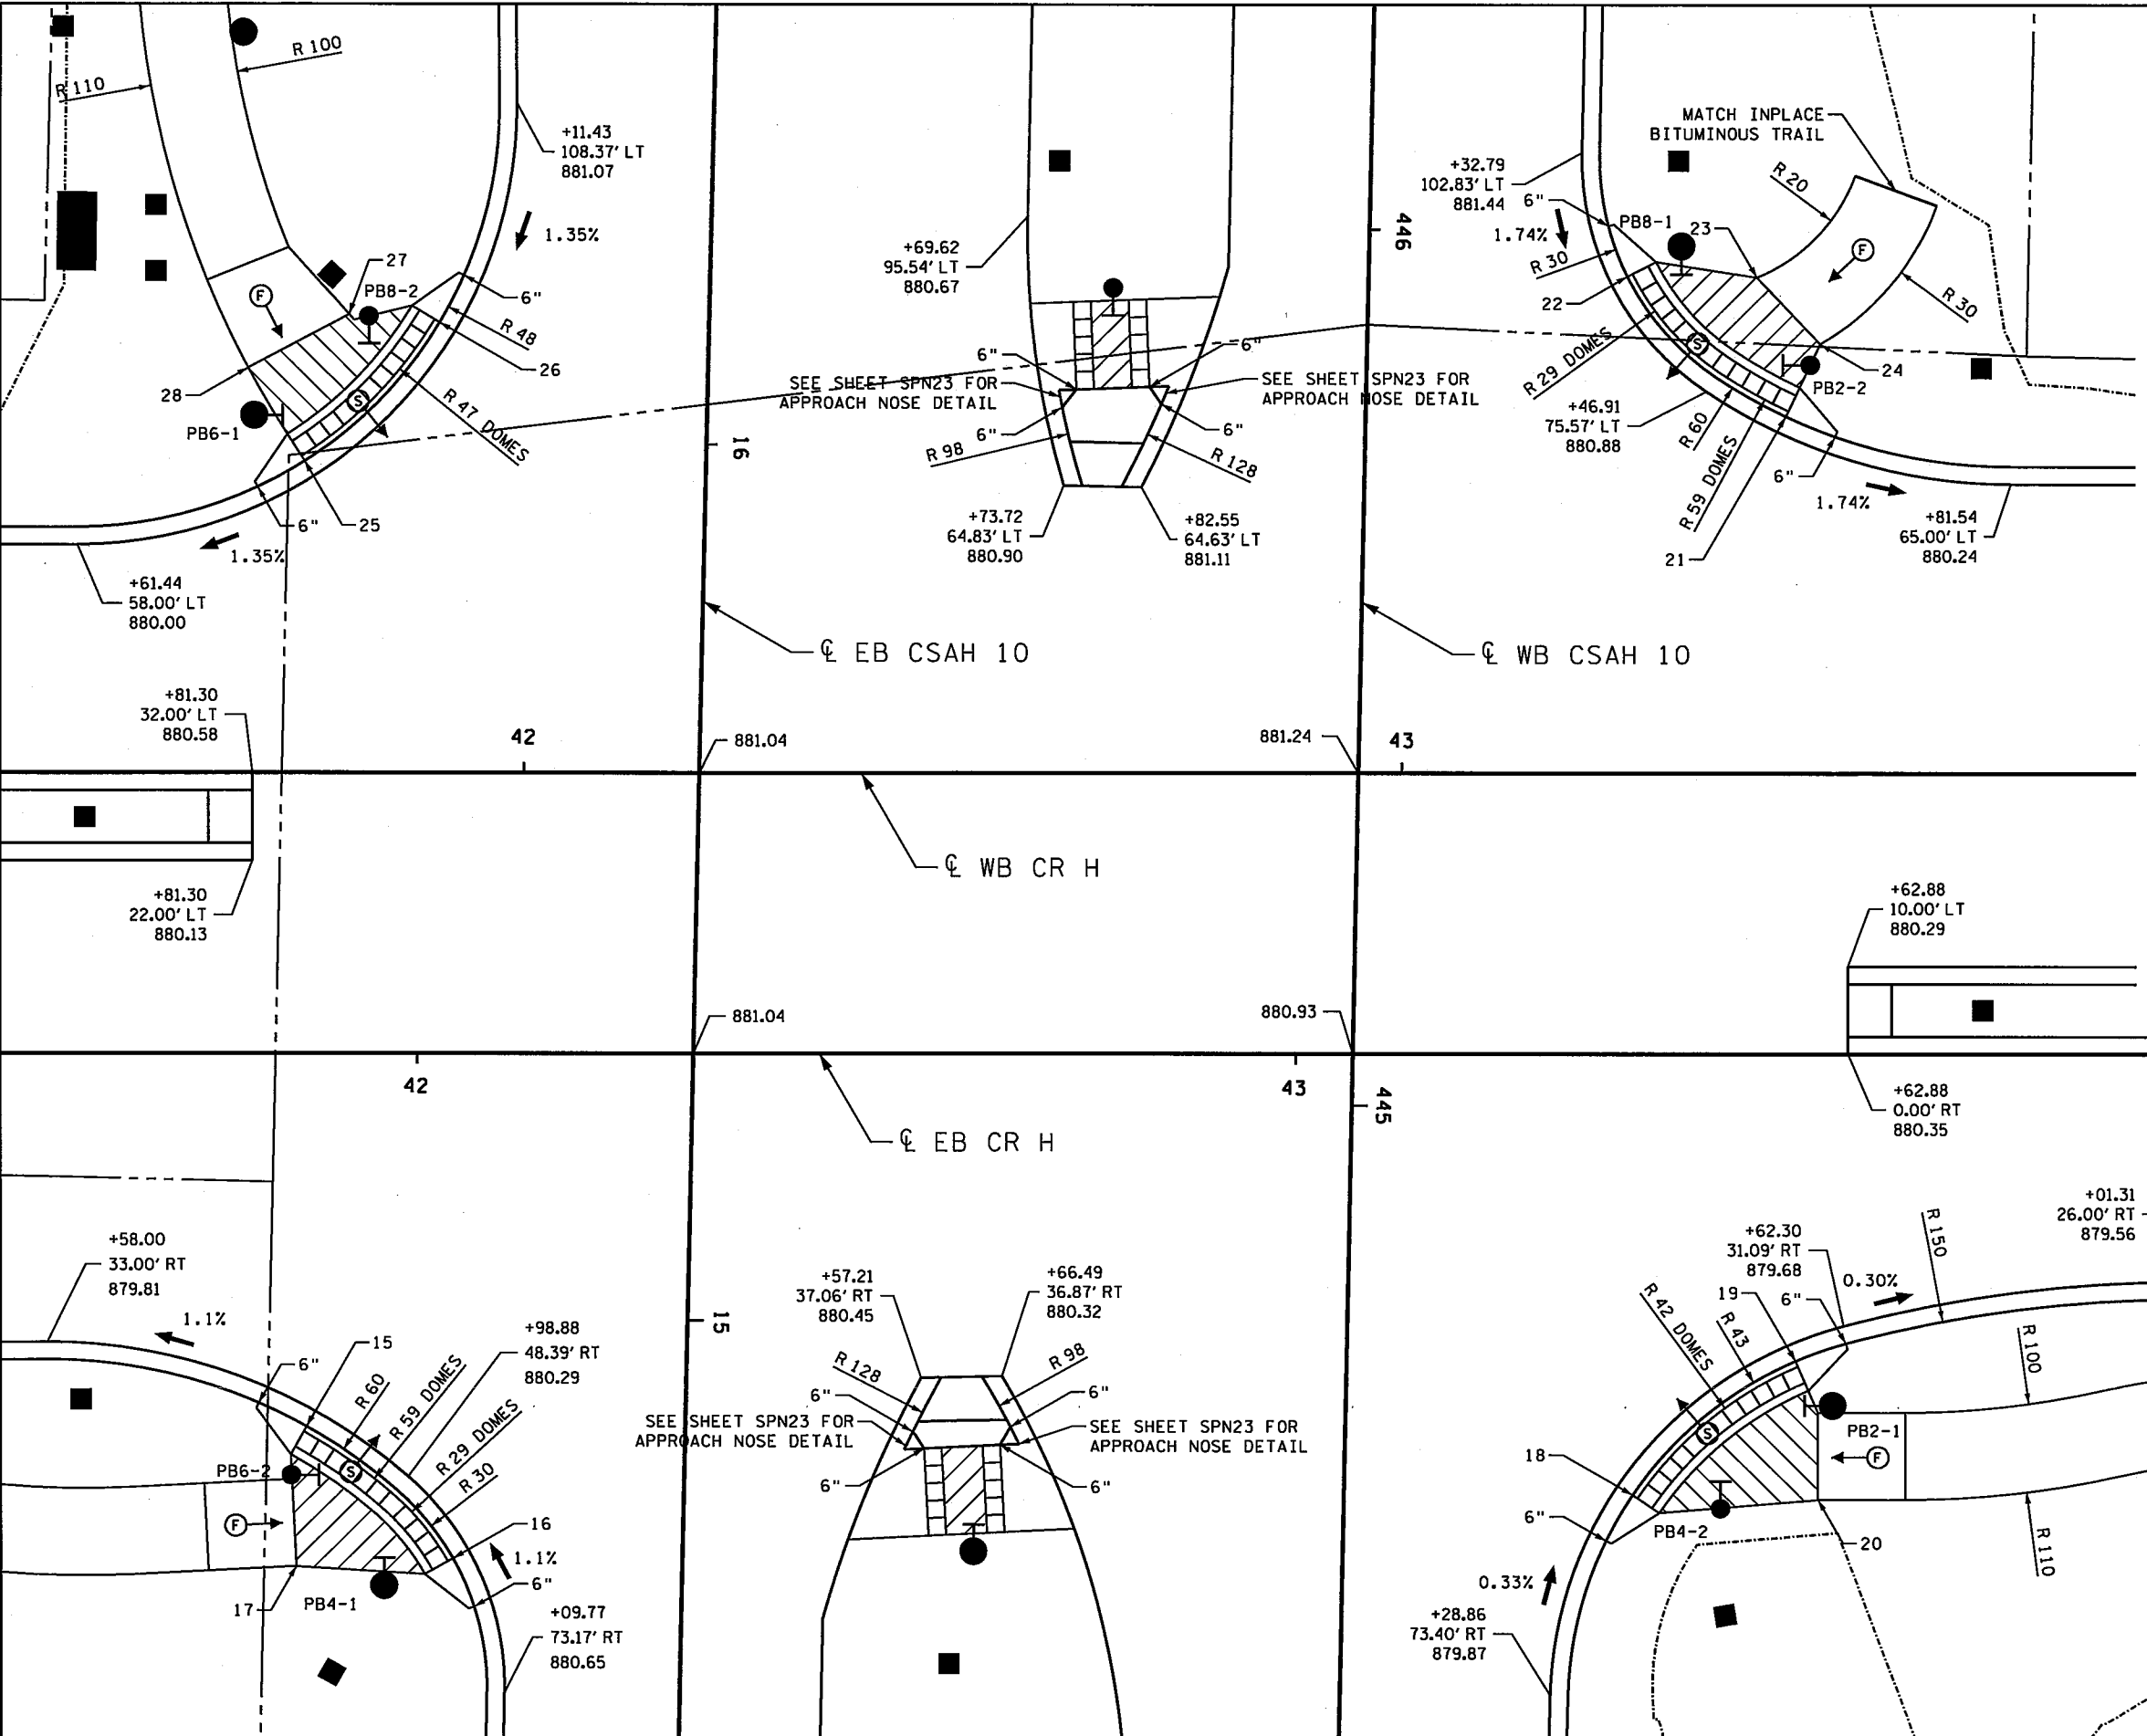 R 100
R 110
+11.43
108.37' LT
881.07
1.35%
27
PB8-2
F
6"
R 48
26
28
S
R 47 DOMES
PB6-1
25
6"
1.35%
+61.44
58.00' LT
880.00
+69.62
95.54' LT
880.67
6"
6"
SEE SHEET SPN23 FOR
APPROACH NOSE DETAIL
SEE SHEET SPN23 FOR
APPROACH NOSE DETAIL
6"
6"
R 98
R 128
+73.72
64.83' LT
880.90
+82.55
64.63' LT
881.11
16
446
MATCH INPLACE
BITUMINOUS TRAIL
+32.79
102.83' LT
881.44
6"
R 20
PB8-1
23
1.74%
F
R 30
R 30
22
R 29 DOMES
S
24
PB2-2
+46.91
75.57' LT
880.88
R 60
R 59 DOMES
6"
1.74%
21
+81.54
65.00' LT
880.24
℄ EB CSAH 10
℄ WB CSAH 10
+81.30
32.00' LT
880.58
42
881.04
881.24
43
℄ WB CR H
+81.30
22.00' LT
880.13
+62.88
10.00' LT
880.29
881.04
880.93
42
43
445
℄ EB CR H
+62.88
0.00' RT
880.35
+58.00
33.00' RT
879.81
1.1%
15
6"
R 60
R 59 DOMES
+98.88
48.39' RT
880.29
R 29 DOMES
R 30
PB6-2
S
F
16
1.1%
6"
17
PB4-1
+09.77
73.17' RT
880.65
15
+57.21
37.06' RT
880.45
+66.49
36.87' RT
880.32
R 128
R 98
6"
6"
SEE SHEET SPN23 FOR
APPROACH NOSE DETAIL
SEE SHEET SPN23 FOR
APPROACH NOSE DETAIL
6"
6"
+01.31
26.00' RT
879.56
+62.30
31.09' RT
879.68
R 150
0.30%
19
6"
R 42 DOMES
R 43
R 100
PB2-1
S
F
18
6"
PB4-2
20
R 110
0.33%
+28.86
73.40' RT
879.87